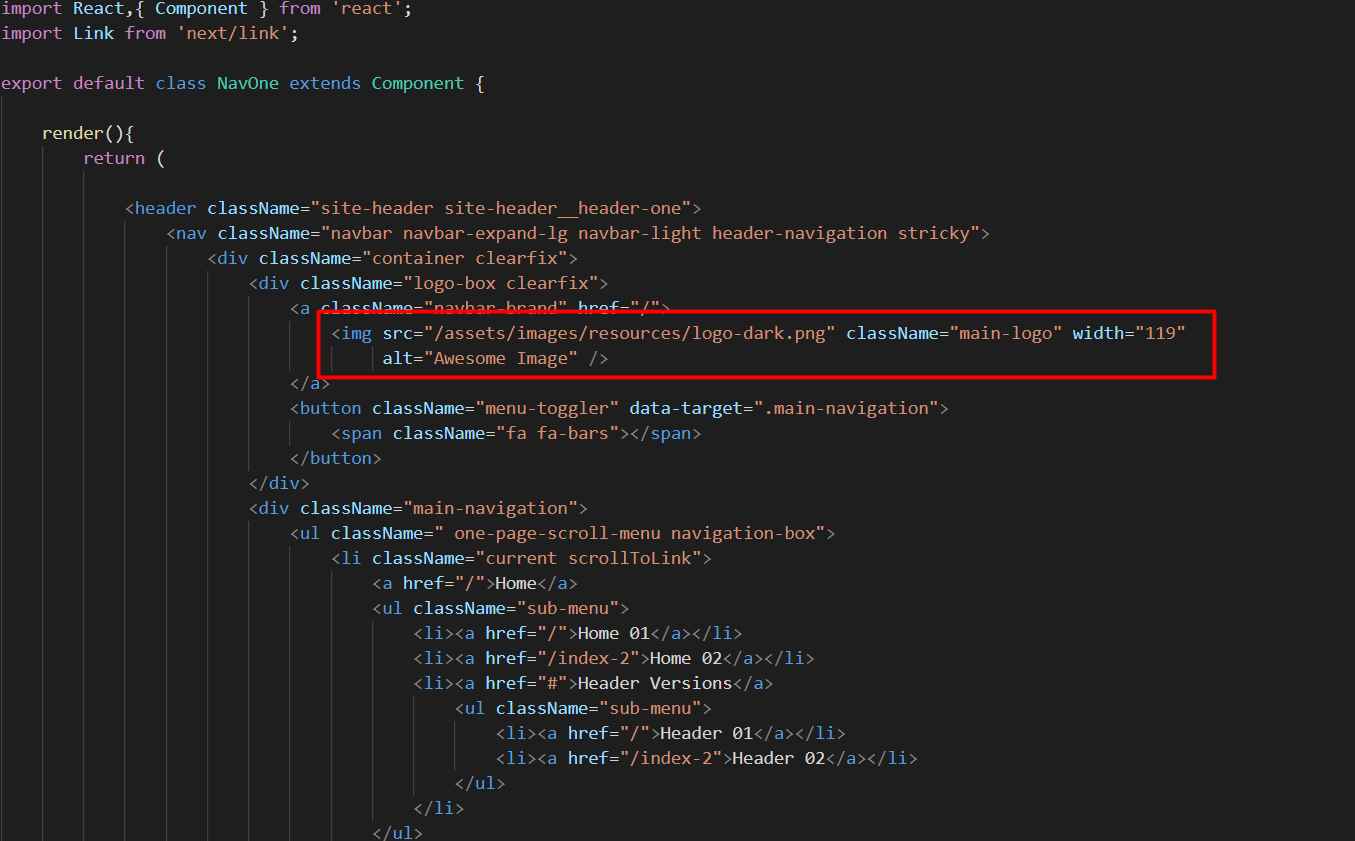 import React,{ Component } from 'react';
import Link from 'next/link';
export default class NavOne extends Component {
render(){
return (
<header className="site-header site-header__header-one">
<nav className="navbar navbar-expand-lg navbar-light header-navigation stricky">
<div className="container clearfix">
<div className="logo-box clearfix">
<a className="navbar-brand" href="/">
<img src="/assets/images/resources/logo-dark.png" className="main-logo" width="119"
alt="Awesome Image" />
</a>
<button className="menu-toggler" data-target=".main-navigation">
<span className="fa fa-bars"></span>
</button>
</div>
<div className="main-navigation">
<ul className=" one-page-scroll-menu navigation-box">
<li className="current scrollToLink">
<a href="/">Home</a>
<ul className="sub-menu">
<li><a href="/">Home 01</a></li>
<li><a href="/index-2">Home 02</a></li>
<li><a href="#">Header Versions</a>
<ul className="sub-menu">
<li><a href="/">Header 01</a></li>
<li><a href="/index-2">Header 02</a></li>
</ul>
</li>
</ul>